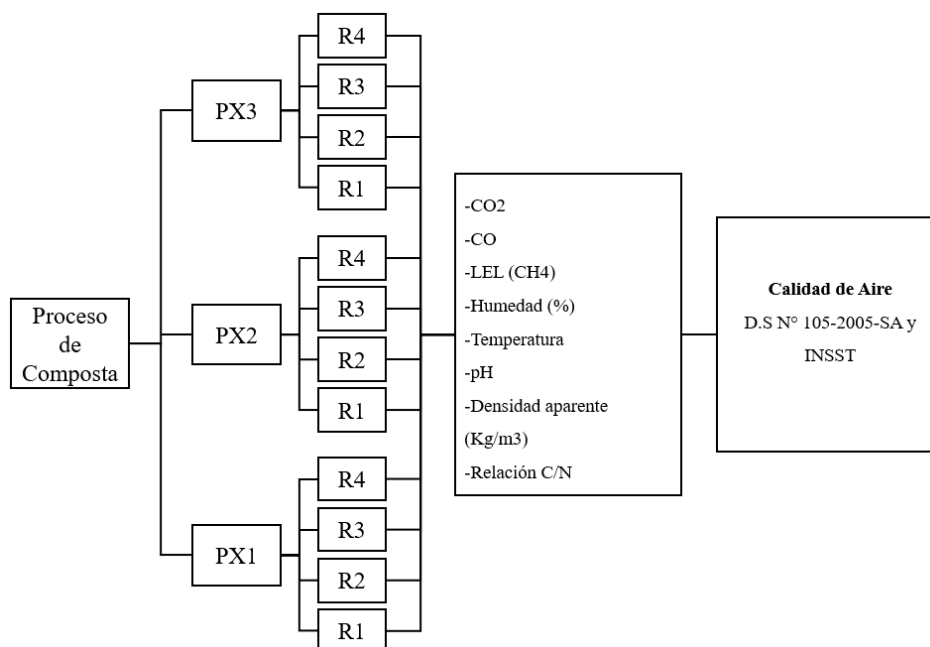 Proceso
de
Composta
PX3
R4
R3
R2
R1
PX2
R4
R3
R2
R1
PX1
R4
R3
R2
R1
-CO2
-CO
-LEL (CH4)
-Humedad (%)
-Temperatura
-pH
-Densidad aparente
(Kg/m3)
-Relación C/N
Calidad de Aire
D.S N° 105-2005-SA y
INSST